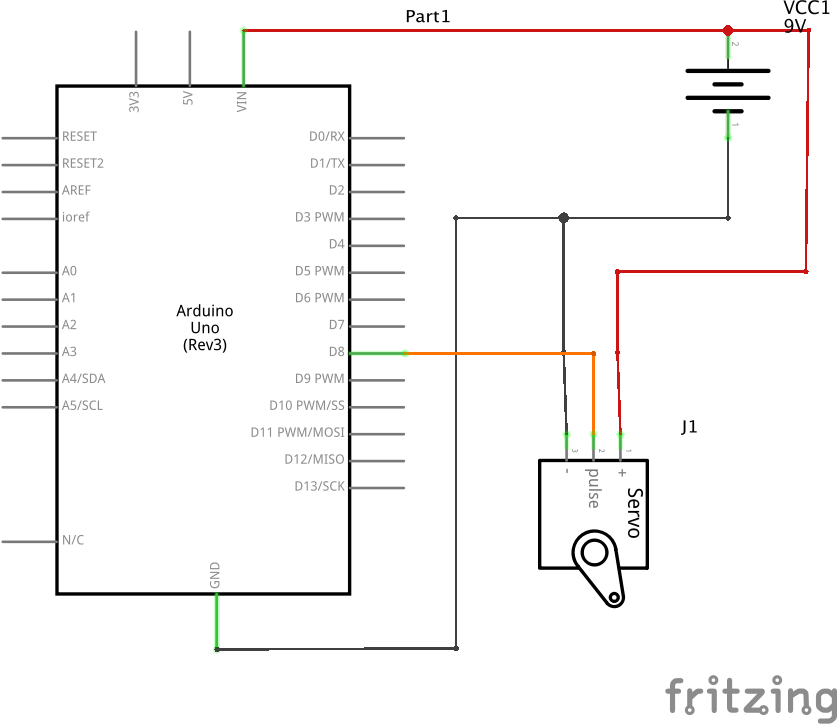 Part1
VCC1
9V
2
1
3V3
5V
VIN
RESET
RESET2
AREF
ioref
A0
A1
A2
A3
A4/SDA
A5/SCL
N/C
Arduino
Uno
(Rev3)
D0/RX
D1/TX
D2
D3 PWM
D4
D5 PWM
D6 PWM
D7
D8
D9 PWM
D10 PWM/SS
D11 PWM/MOSI
D12/MISO
D13/SCK
GND
J1
3
2
1
-
pulse
+
Servo
fritzing